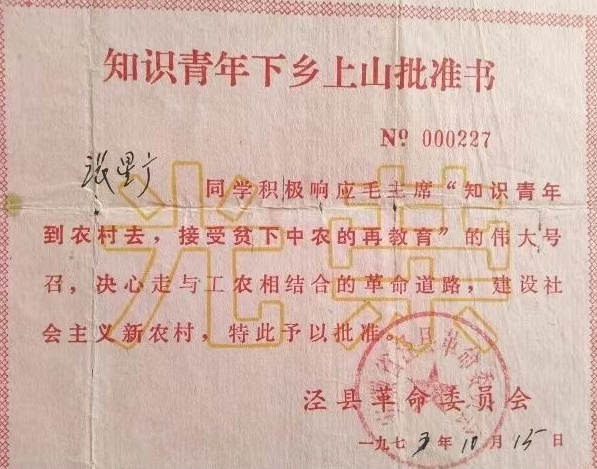 知识青年下乡上山批准书
№ 000227
张星广 同学积极响应毛主席“知识青年
到农村去，接受贫下中农的再教育”的伟大号
召，决心走与工农相结合的革命道路，建设社
会主义新农村，特此予以批准。
光荣
泾县革命委员会
一九七五年10月15日